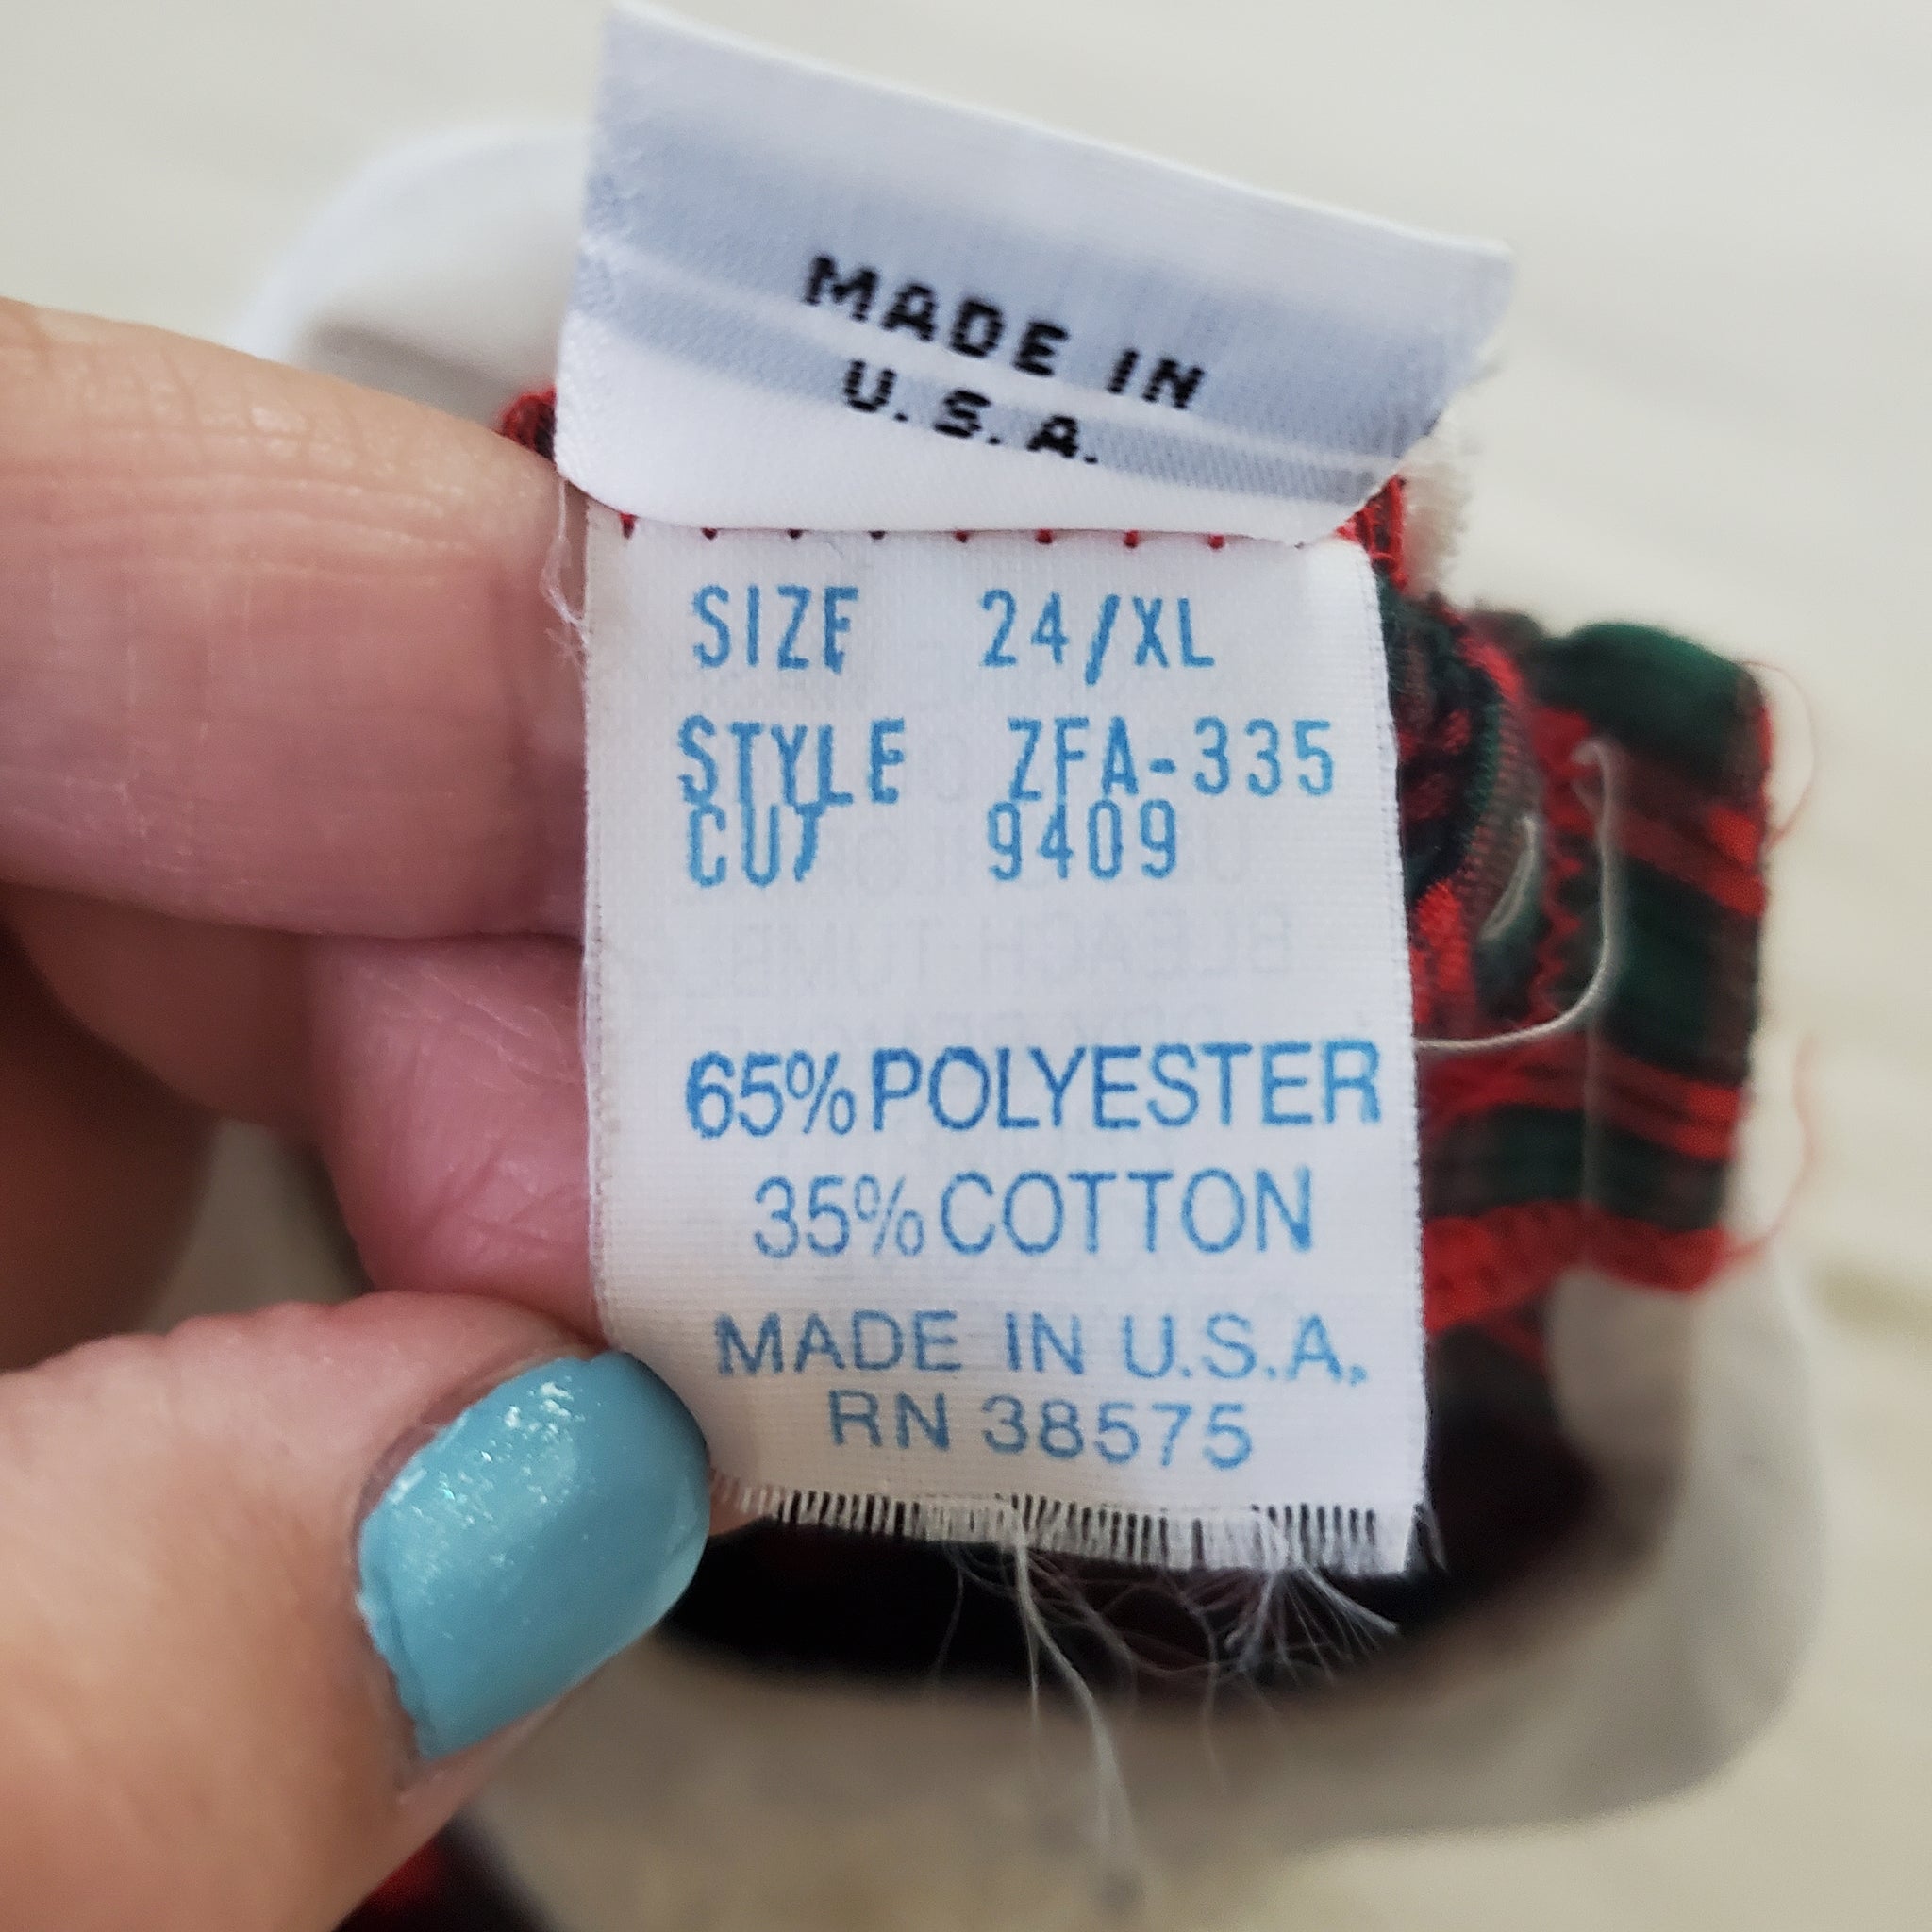 MADE IN
U.S.A.
SIZE 24/XL
STYLE ZFA-335
CUT 9409
65% POLYESTER
35% COTTON
MADE IN U.S.A.
RN 38575